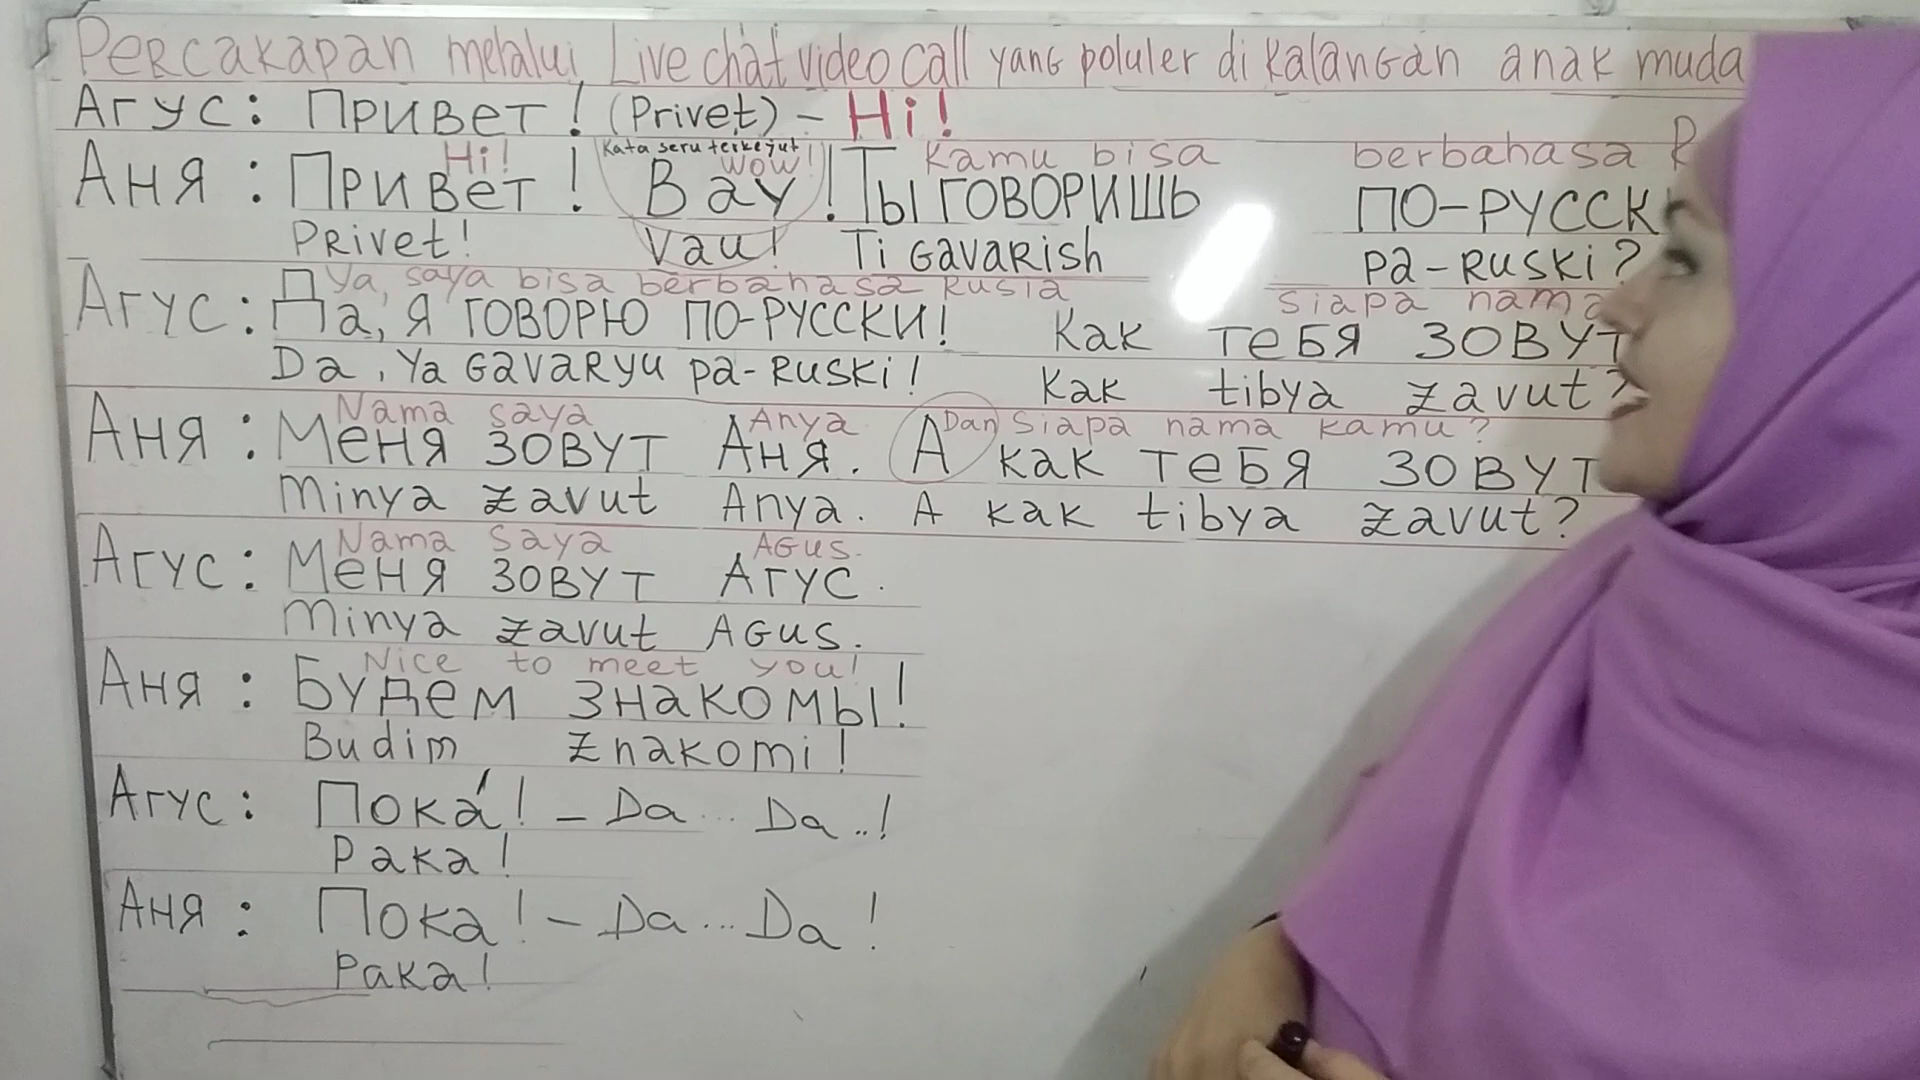 Percakapan melalui Live chat video call yang poluler di kalangan anak muda
Агус: Привет! (Privet) - Hi!
Hi! Kata seru terkejut Wow! Kamu bisa berbahasa R
Аня: Привет! Вау! Ты говоришь по-русск
Privet! Vau! Ti gavarish pa-ruski?
Ya, saya bisa berbahasa Rusia siapa nama
Агус: Да, я говорю по-русски! Как тебя зовут
Da, Ya gavaryu pa-ruski! Kak tibya zavut?
Nama saya Anya Dan siapa nama kamu?
Аня: Меня зовут Аня. А как тебя зовут
Minya zavut Anya. A kak tibya zavut?
Nama saya Agus.
Агус: Меня зовут Агус.
Minya zavut Agus.
Nice to meet you!
Аня: Будем знакомы!
Budim znakomi!
Агус: Пока́! - Da... Da..!
Paka!
Аня: Пока! - Da... Da!
Paka!